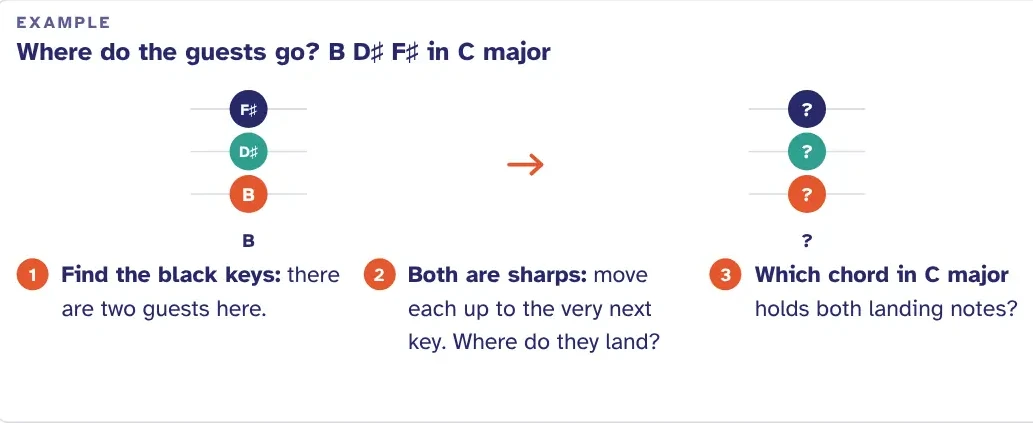 EXAMPLE
Where do the guests go? B D♯ F♯ in C major
F♯
D♯
B
B
?
?
?
?
1 Find the black keys: there
are two guests here.
2 Both are sharps: move
each up to the very next
key. Where do they land?
3 Which chord in C major
holds both landing notes?